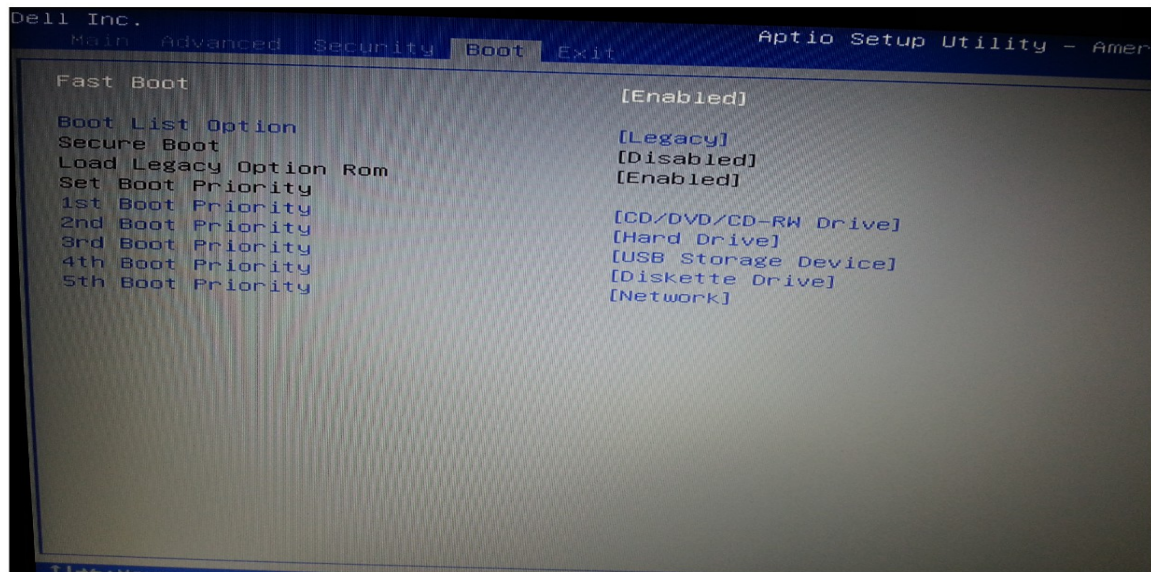 Dell Inc.
Aptio Setup Utility – Amer
Main Advanced Security Boot Exit
Fast Boot [Enabled]
Boot List Option [Legacy]
Secure Boot [Disabled]
Load Legacy Option Rom [Enabled]
Set Boot Priority
1st Boot Priority [CD/DVD/CD-RW Drive]
2nd Boot Priority [Hard Drive]
3rd Boot Priority [USB Storage Device]
4th Boot Priority [Diskette Drive]
5th Boot Priority [Network]